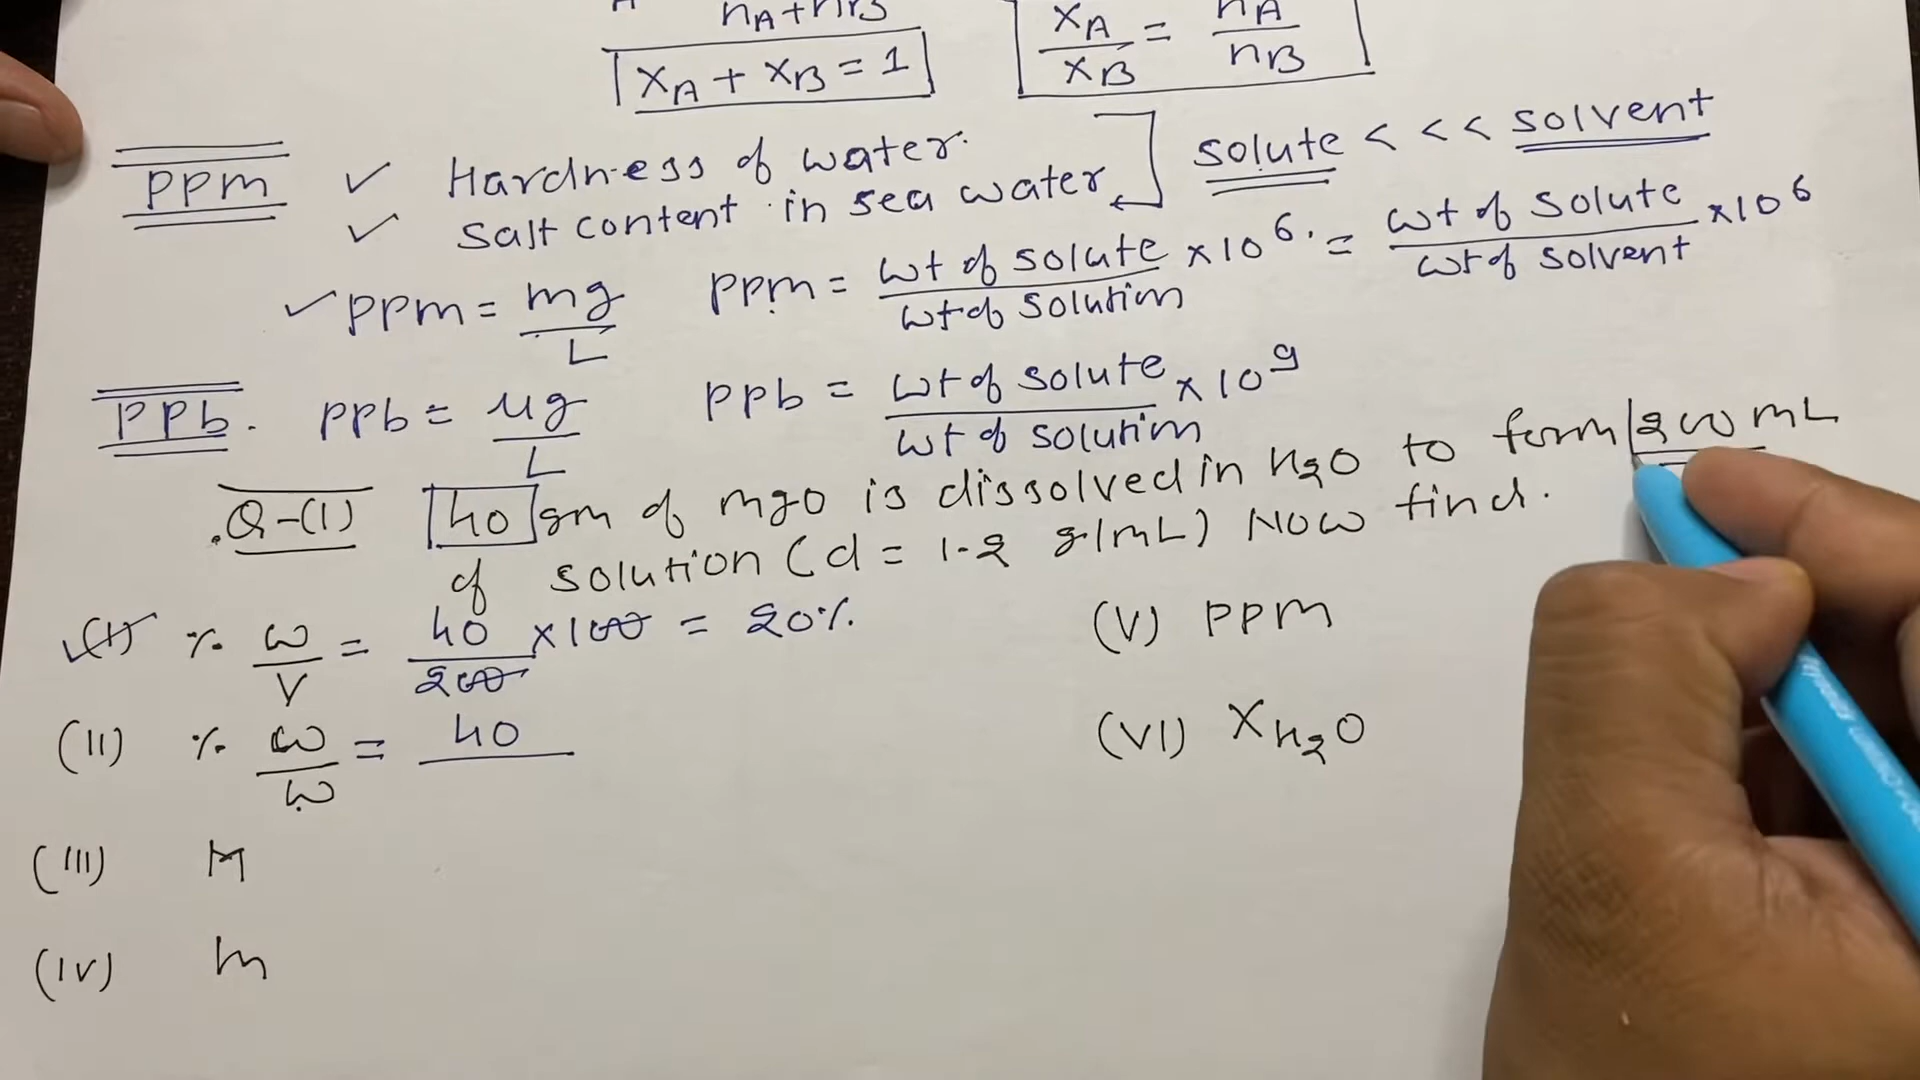 nA+nB
xA + xB = 1
xA/xB = nA/nB
PPm ✓ Hardness of water.
✓ Salt content in sea water
solute < < < solvent
✓ PPm = mg/L
PPm = wt of solute/wt of solution ×10⁶. = wt of solute/wt of solvent ×10⁶
PPb. PPb = ug/L PPb = wt of solute/wt of solution ×10⁹
Q-(1) 40 gm of mgo is dissolved in H2O to form 200 mL
of solution (d = 1.2 g/mL) Now find.
✓(I) % w/V = 40/200 ×100 = 20%.
(II) % w/w = 40
(III) M
(IV) m
(V) PPM
(VI) XH2O